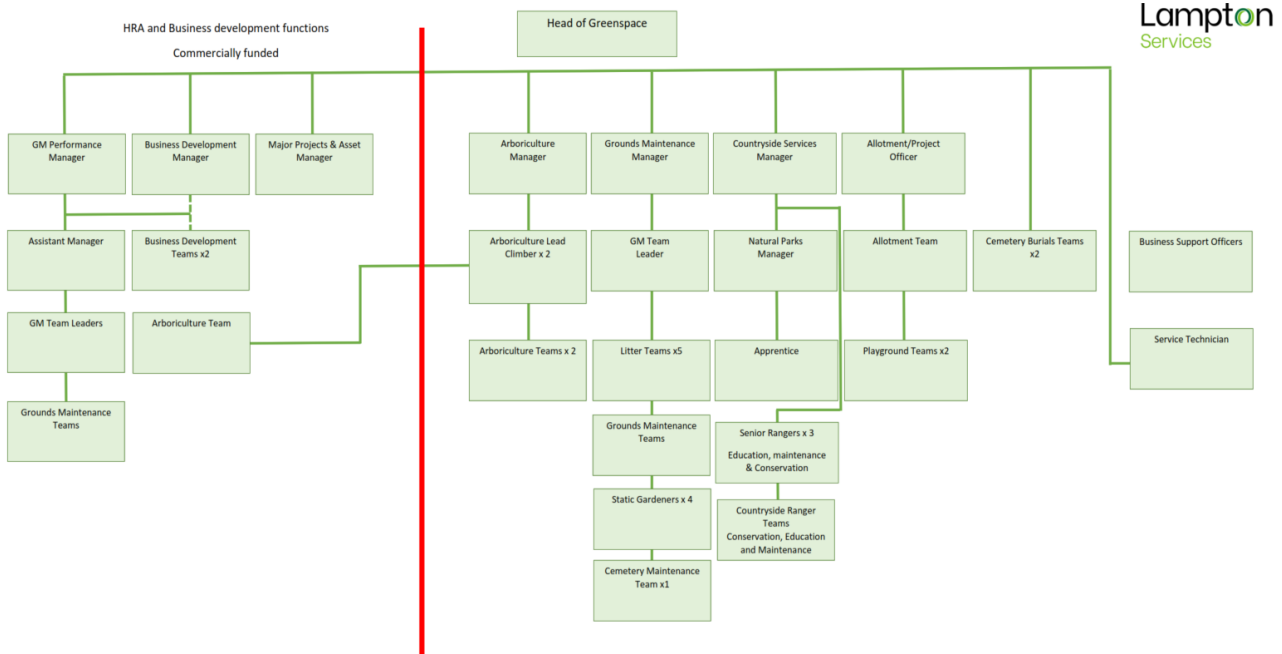 HRA and Business development functions
Commercially funded
Head of Greenspace
Lampton
Services
GM Performance
Manager
Business Development
Manager
Major Projects & Asset
Manager
Arboriculture
Manager
Grounds Maintenance
Manager
Countryside Services
Manager
Allotment/Project
Officer
Assistant Manager
Business Development
Teams x2
Arboriculture Lead
Climber x 2
GM Team
Leader
Natural Parks
Manager
Allotment Team
Cemetery Burials Teams
x2
Business Support Officers
GM Team Leaders
Arboriculture Team
Arboriculture Teams x 2
Litter Teams x5
Apprentice
Playground Teams x2
Service Technician
Grounds Maintenance
Teams
Grounds Maintenance
Teams
Senior Rangers x 3
Education, maintenance
& Conservation
Static Gardeners x 4
Countryside Ranger
Teams
Conservation, Education
and Maintenance
Cemetery Maintenance
Team x1